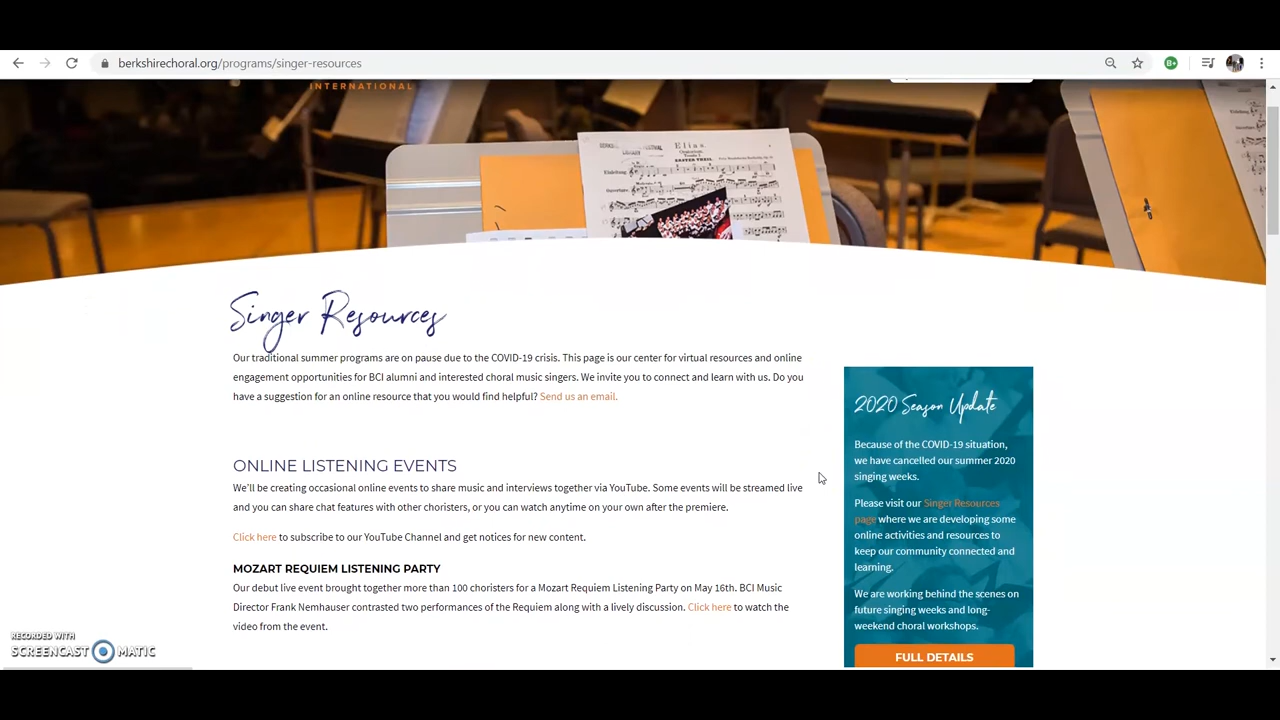 berkshirechoral.org/programs/singer-resources
INTERNATIONAL
Elias
ERSTER THEIL
Einleitung.
Ouverture.
Singer Resources
Our traditional summer programs are on pause due to the COVID-19 crisis. This page is our center for virtual resources and online
engagement opportunities for BCI alumni and interested choral music singers. We invite you to connect and learn with us. Do you
have a suggestion for an online resource that you would find helpful? Send us an email.
ONLINE LISTENING EVENTS
We'll be creating occasional online events to share music and interviews together via YouTube. Some events will be streamed live
and you can share chat features with other choristers, or you can watch anytime on your own after the premiere.
Click here to subscribe to our YouTube Channel and get notices for new content.
MOZART REQUIEM LISTENING PARTY
Our debut live event brought together more than 100 choristers for a Mozart Requiem Listening Party on May 16th. BCI Music
Director Frank Nemhauser contrasted two performances of the Requiem along with a lively discussion. Click here to watch the
video from the event.
2020 Season Update
Because of the COVID-19 situation,
we have cancelled our summer 2020
singing weeks.
Please visit our Singer Resources
page where we are developing some
online activities and resources to
keep our community connected and
learning.
We are working behind the scenes on
future singing weeks and long-
weekend choral workshops.
FULL DETAILS
RECORDED WITH
SCREENCAST MATIC